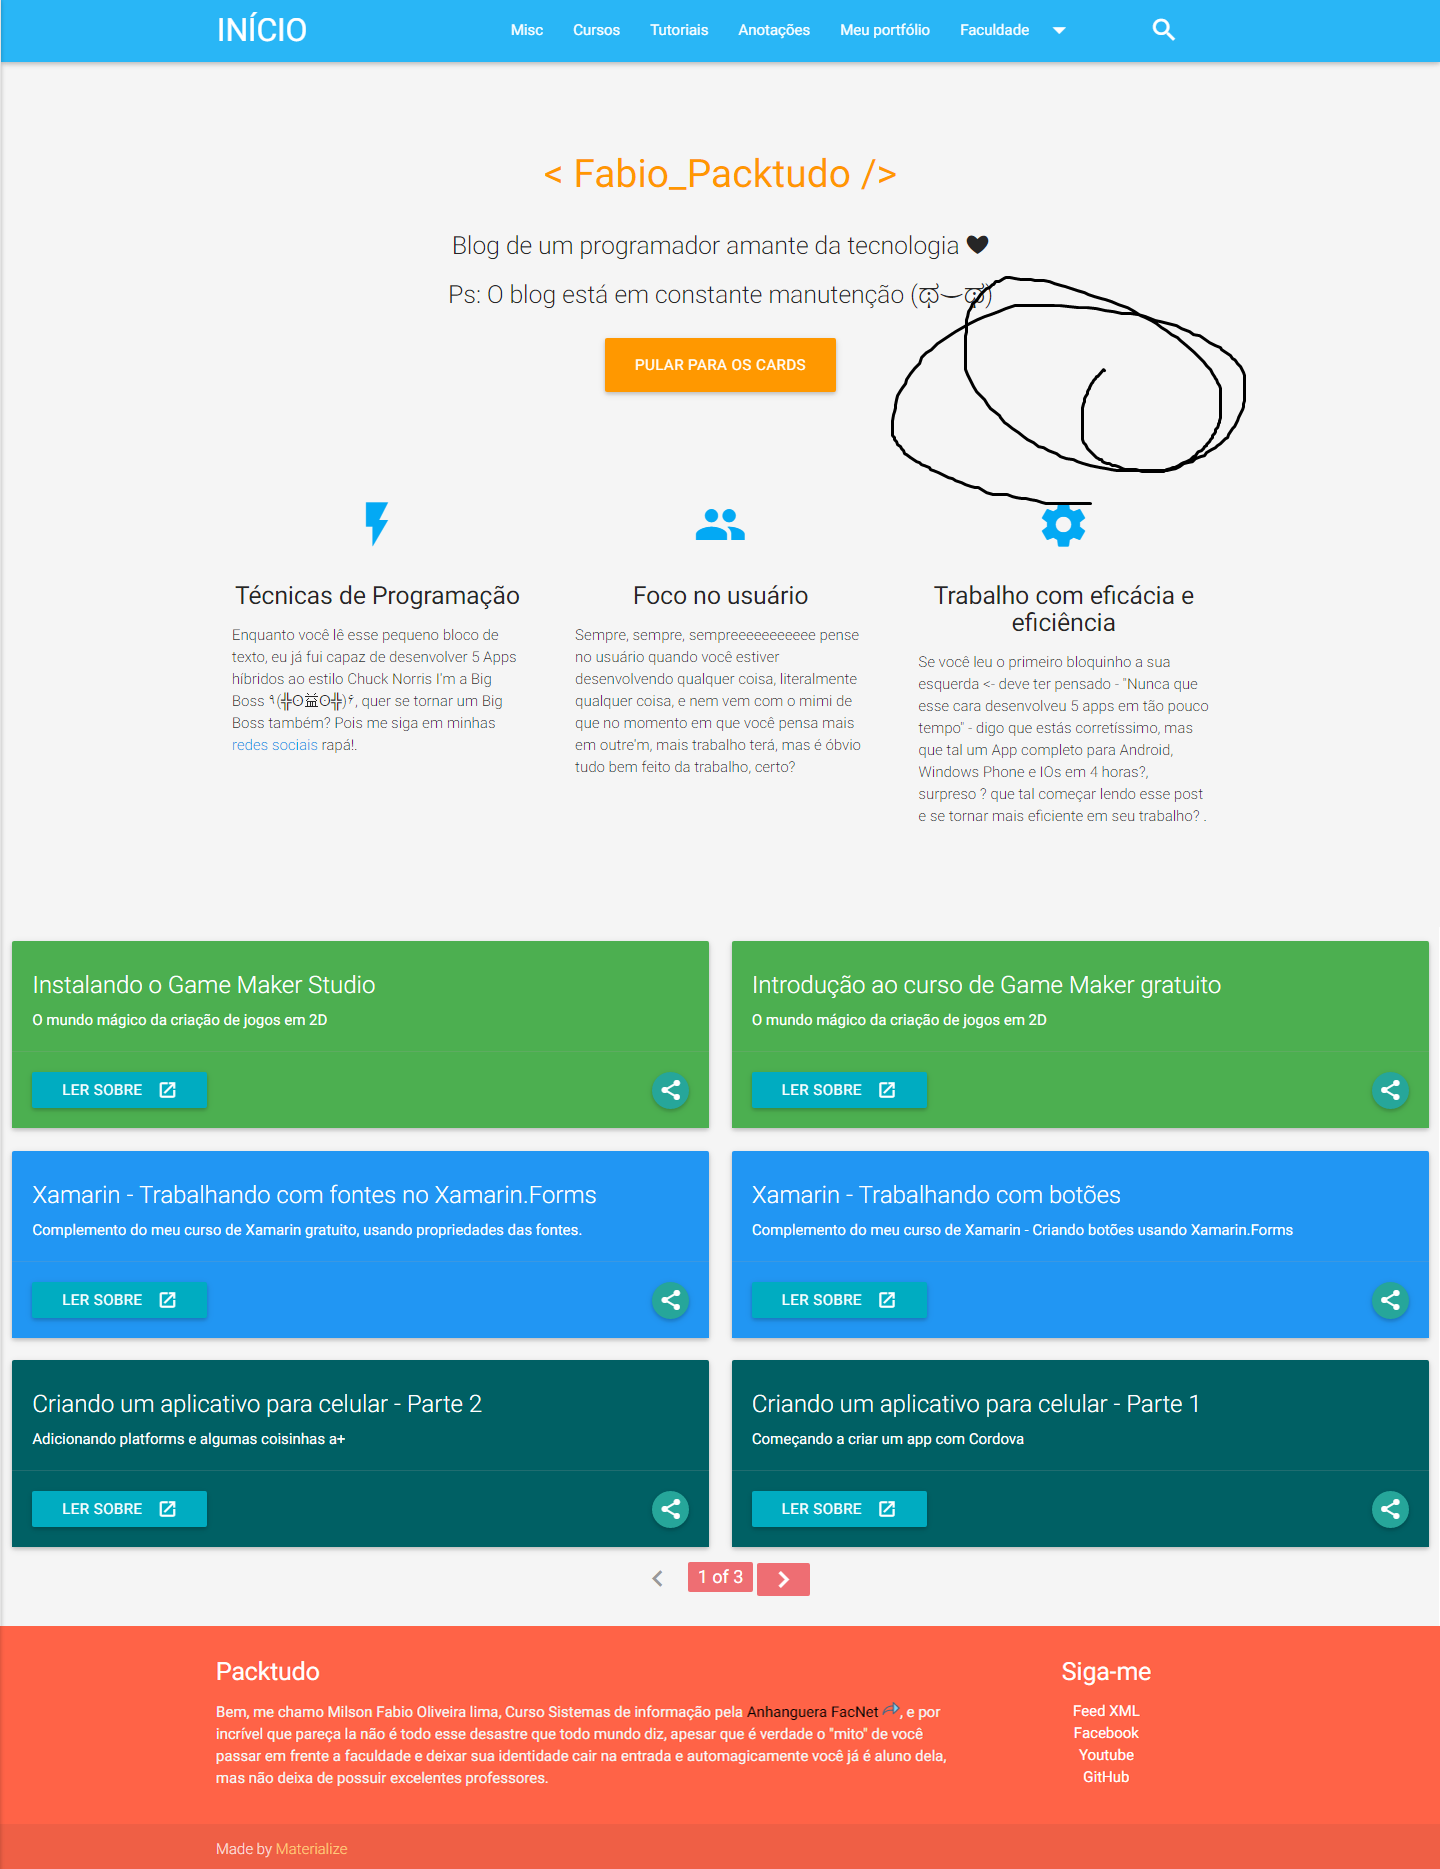 INÍCIO
Misc Cursos Tutoriais Anotações Meu portfólio Faculdade
< Fabio_Packtudo />
Blog de um programador amante da tecnologia ♥
Ps: O blog está em constante manutenção
PULAR PARA OS CARDS
Técnicas de Programação
Enquanto você lê esse pequeno bloco de
texto, eu já fui capaz de desenvolver 5 Apps
híbridos ao estilo Chuck Norris I'm a Big
Boss , quer se tornar um Big
Boss também? Pois me siga em minhas
redes sociais rapá!.
Foco no usuário
Sempre, sempre, sempreeeeeeeeeee pense
no usuário quando você estiver
desenvolvendo qualquer coisa, literalmente
qualquer coisa, e nem vem com o mimi de
que no momento em que você pensa mais
em outre'm, mais trabalho terá, mas é óbvio
tudo bem feito da trabalho, certo?
Trabalho com eficácia e
eficiência
Se você leu o primeiro bloquinho a sua
esquerda <- deve ter pensado - "Nunca que
esse cara desenvolveu 5 apps em tão pouco
tempo" - digo que estás corretíssimo, mas
que tal um App completo para Android,
Windows Phone e IOs em 4 horas?,
surpreso ? que tal começar lendo esse post
e se tornar mais eficiente em seu trabalho? .
Instalando o Game Maker Studio
O mundo mágico da criação de jogos em 2D
LER SOBRE
Introdução ao curso de Game Maker gratuito
O mundo mágico da criação de jogos em 2D
LER SOBRE
Xamarin - Trabalhando com fontes no Xamarin.Forms
Complemento do meu curso de Xamarin gratuito, usando propriedades das fontes.
LER SOBRE
Xamarin - Trabalhando com botões
Complemento do meu curso de Xamarin - Criando botões usando Xamarin.Forms
LER SOBRE
Criando um aplicativo para celular - Parte 2
Adicionando platforms e algumas coisinhas a+
LER SOBRE
Criando um aplicativo para celular - Parte 1
Começando a criar um app com Cordova
LER SOBRE
1 of 3
Packtudo
Bem, me chamo Milson Fabio Oliveira lima, Curso Sistemas de informação pela Anhanguera FacNet , e por
incrível que pareça la não é todo esse desastre que todo mundo diz, apesar que é verdade o "mito" de você
passar em frente a faculdade e deixar sua identidade cair na entrada e automagicamente você já é aluno dela,
mas não deixa de possuir excelentes professores.
Siga-me
Feed XML
Facebook
Youtube
GitHub
Made by Materialize